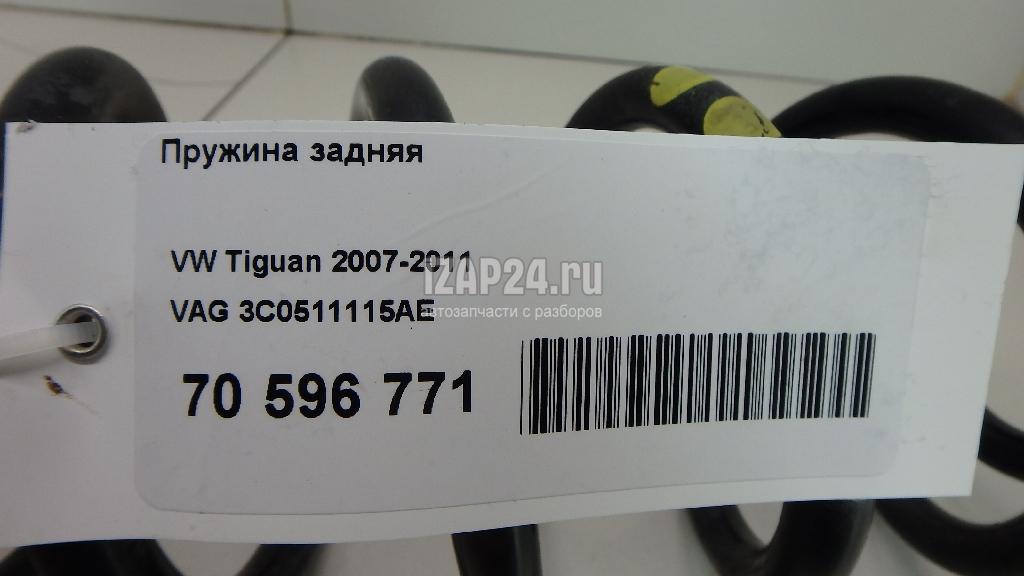 Пружина задняя
VW Tiguan 2007-2011
IZAP24.ru
VAG 3C0511115AE
автозапчасти с разборов
70 596 771